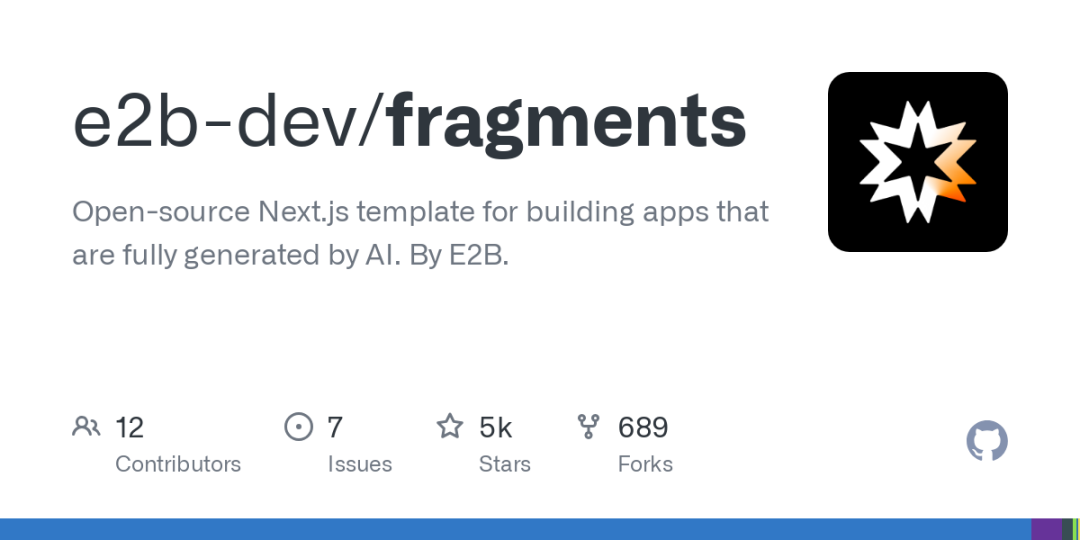 e2b-dev/fragments
Open-source Next.js template for building apps that
are fully generated by AI. By E2B.
12
Contributors
7
Issues
5k
Stars
689
Forks